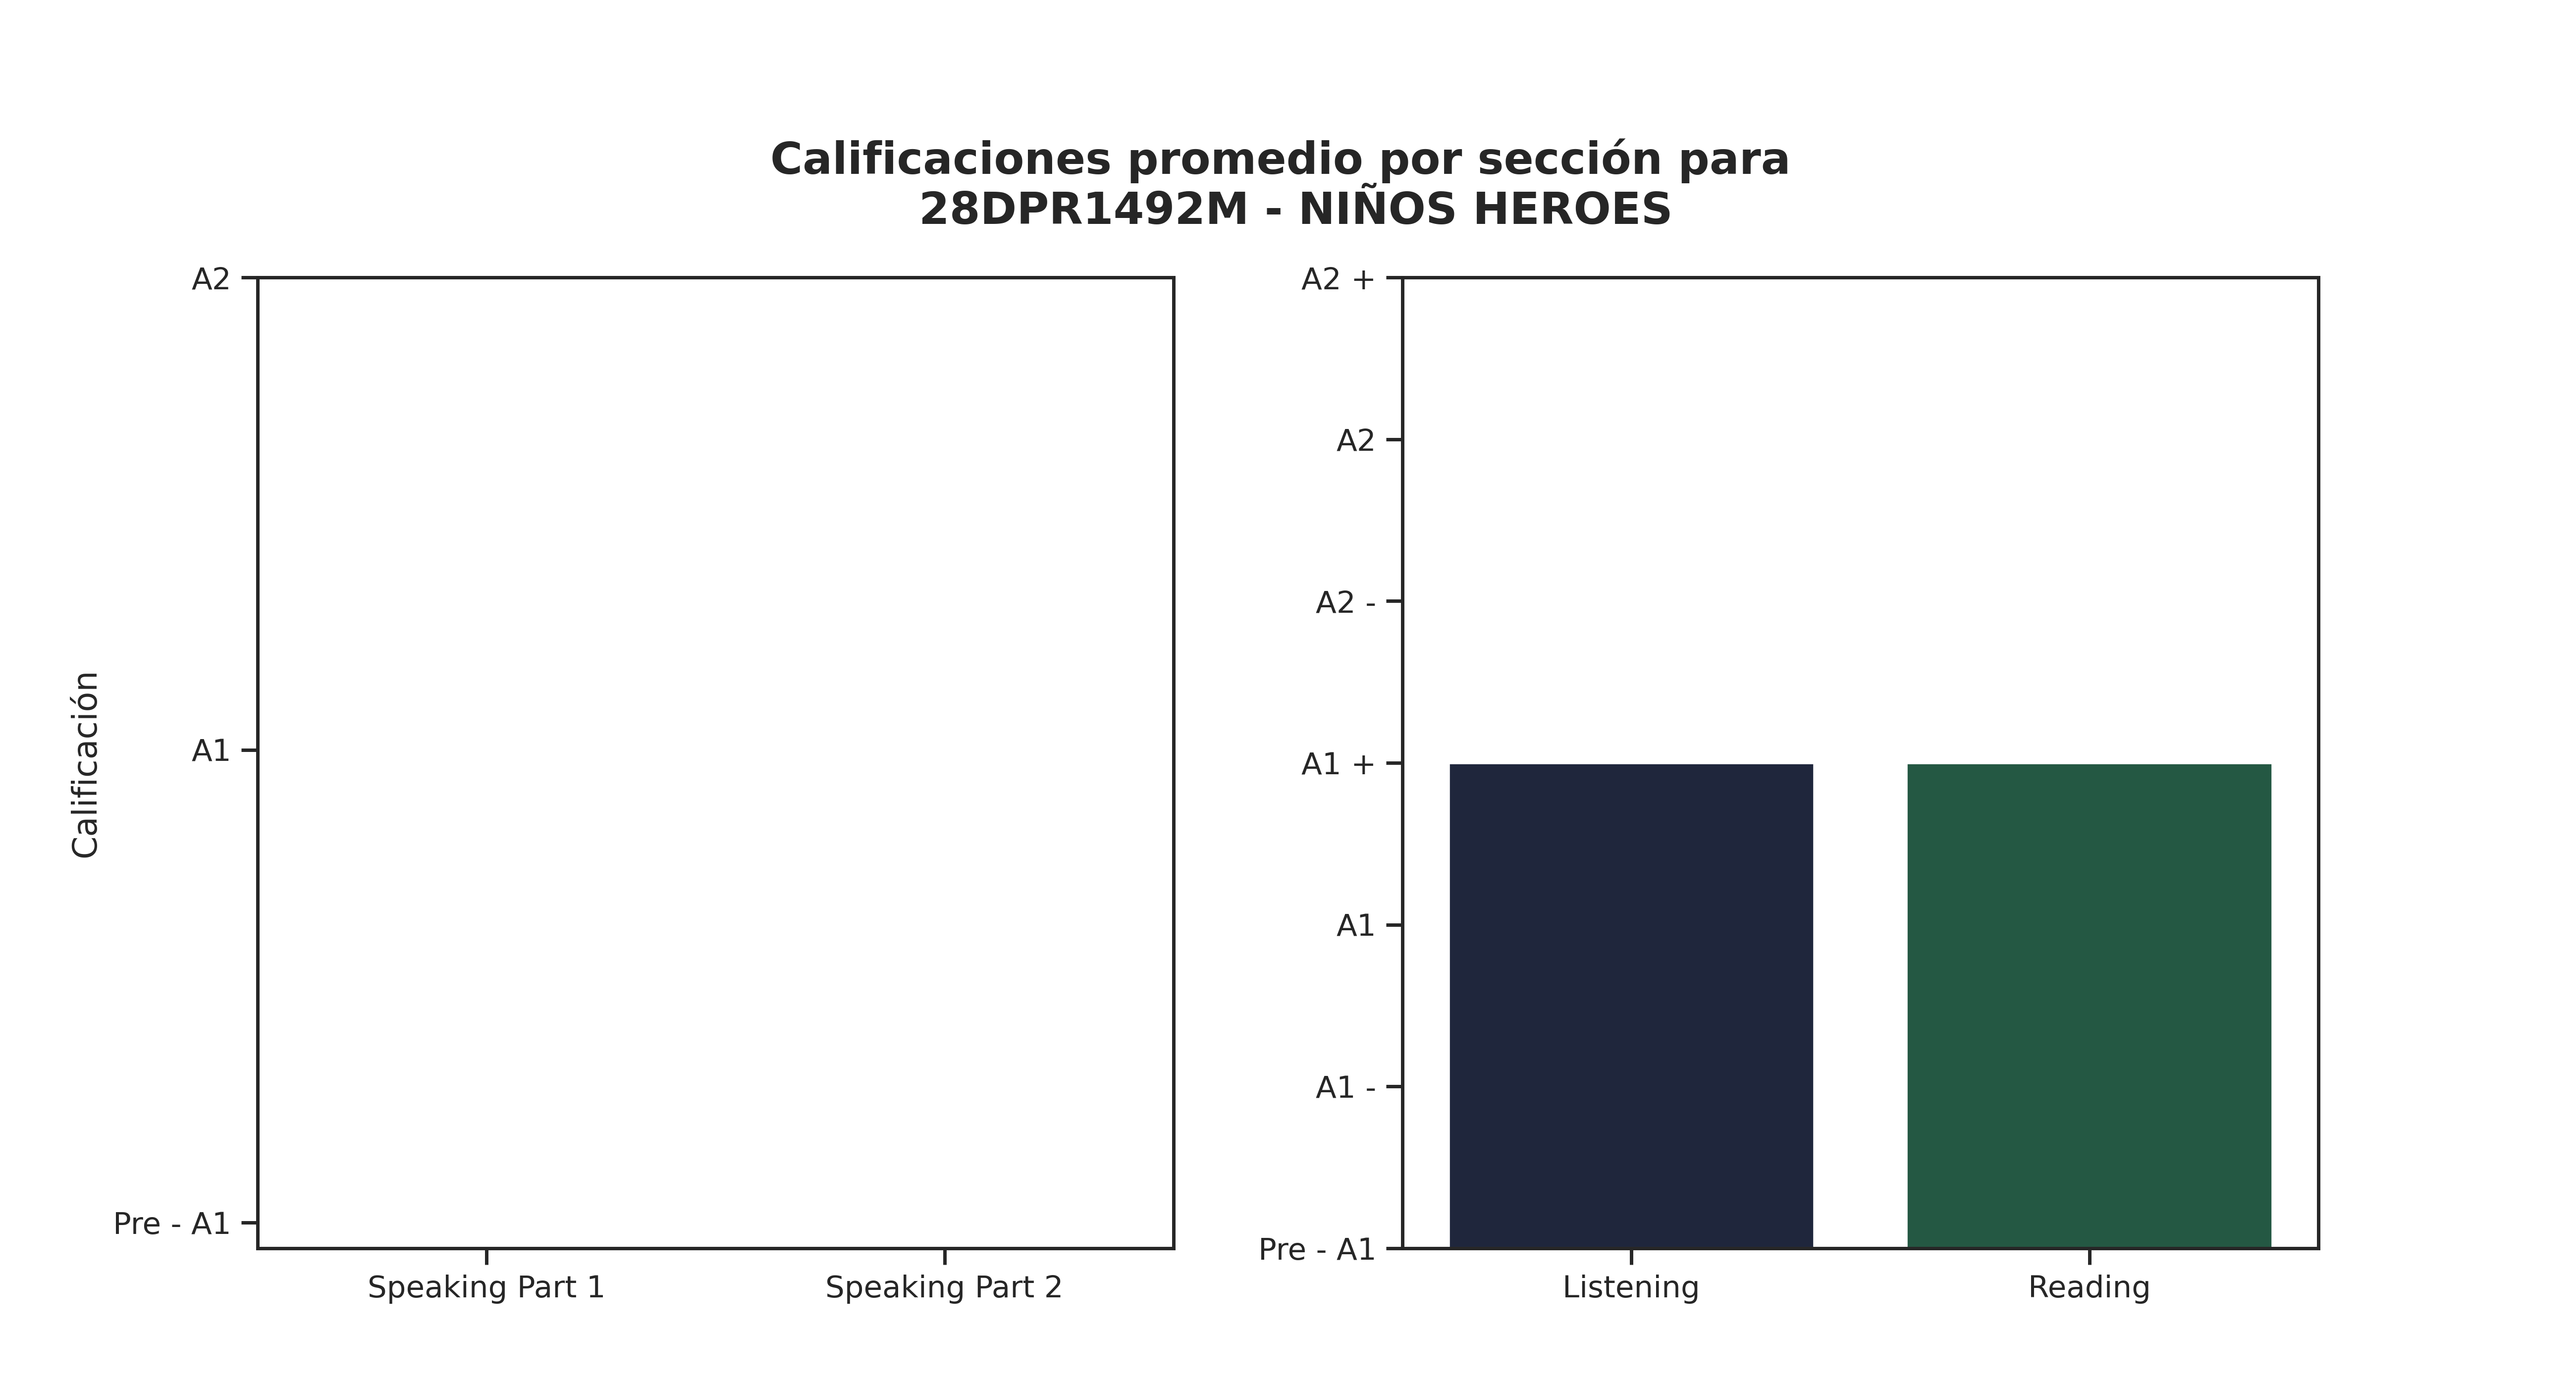 Calificaciones promedio por sección para
28DPR1492M - NIÑOS HEROES
Calificación
A2
A1
Pre - A1
Speaking Part 1
Speaking Part 2
A2 +
A2
A2 -
A1 +
A1
A1 -
Pre - A1
Listening
Reading